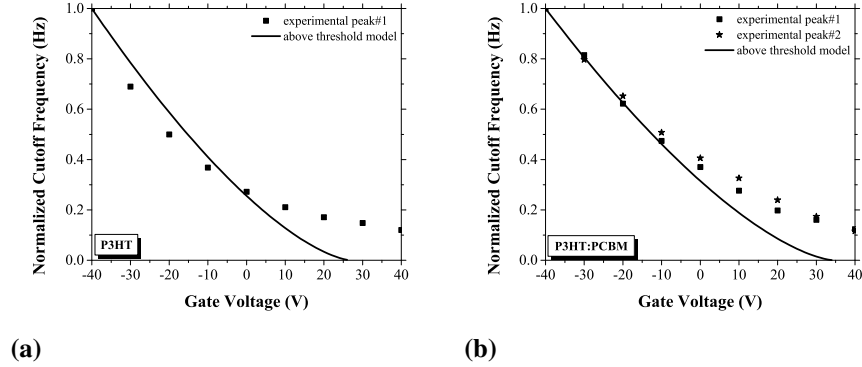 Normalized Cutoff Frequency (Hz)
1.0
0.8
0.6
0.4
0.2
0.0
experimental peak#1
above threshold model
P3HT
-40 -30 -20 -10 0 10 20 30 40
Gate Voltage (V)
(a)
Normalized Cutoff Frequency (Hz)
1.0
0.8
0.6
0.4
0.2
0.0
experimental peak#1
experimental peak#2
above threshold model
P3HT:PCBM
-40 -30 -20 -10 0 10 20 30 40
Gate Voltage (V)
(b)